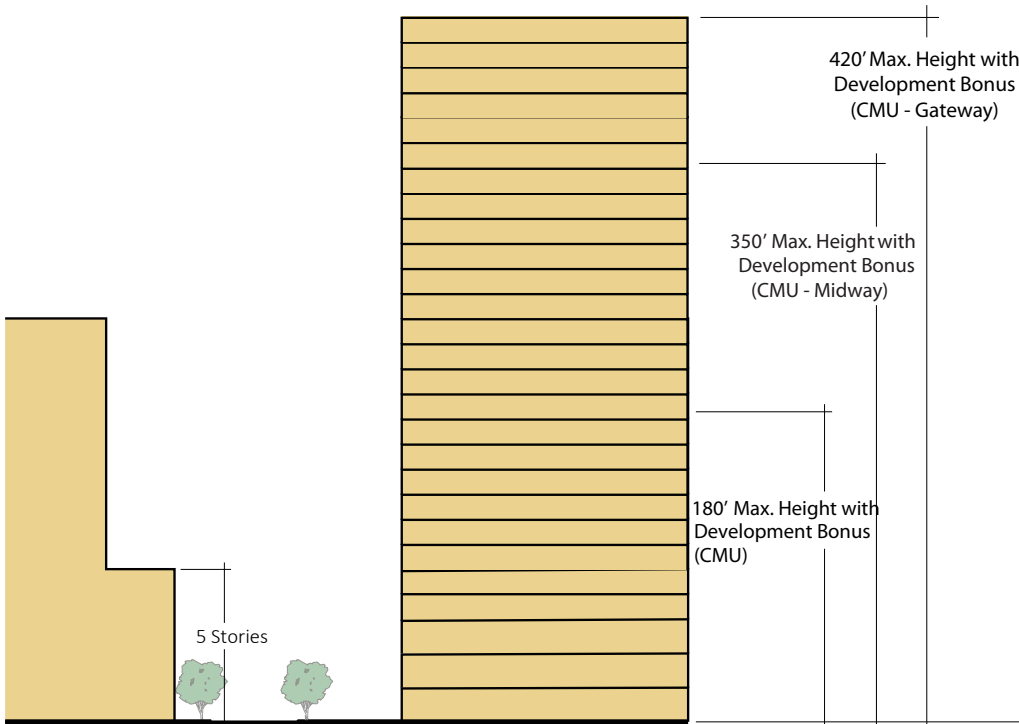 420’ Max. Height with
Development Bonus
(CMU - Gateway)
350’ Max. Height with
Development Bonus
(CMU - Midway)
180’ Max. Height with
Development Bonus
(CMU)
5 Stories